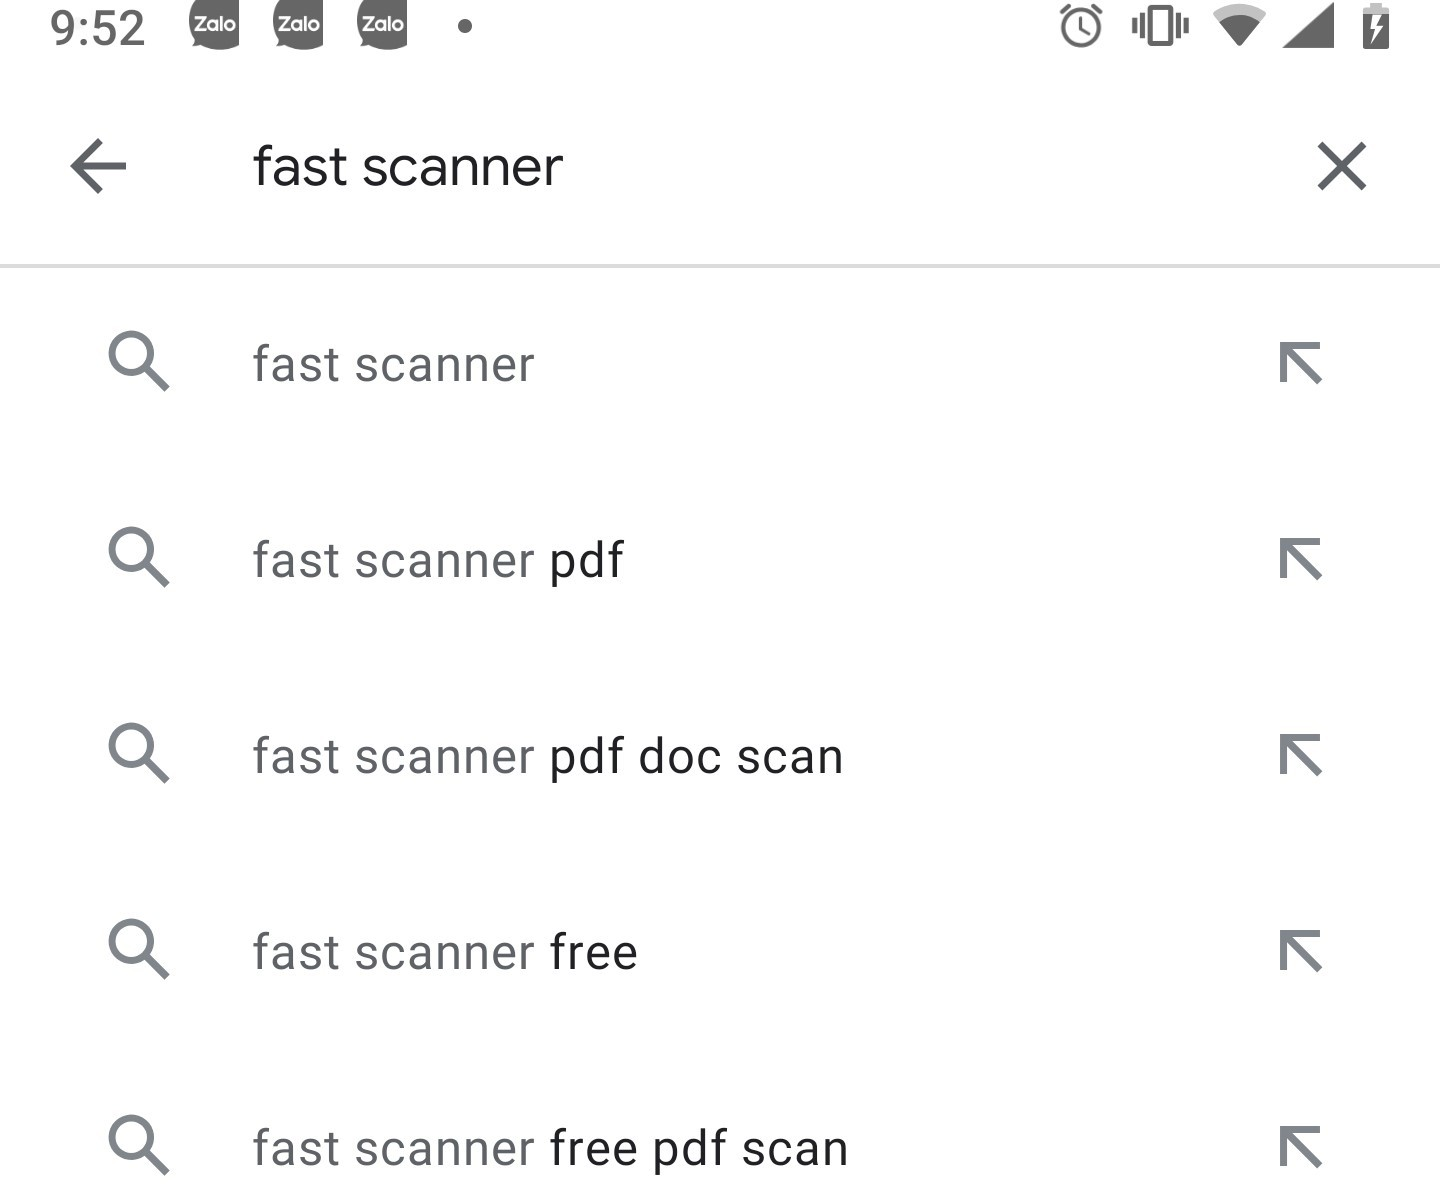 9:52 Zalo Zalo Zalo
fast scanner
fast scanner
fast scanner pdf
fast scanner pdf doc scan
fast scanner free
fast scanner free pdf scan